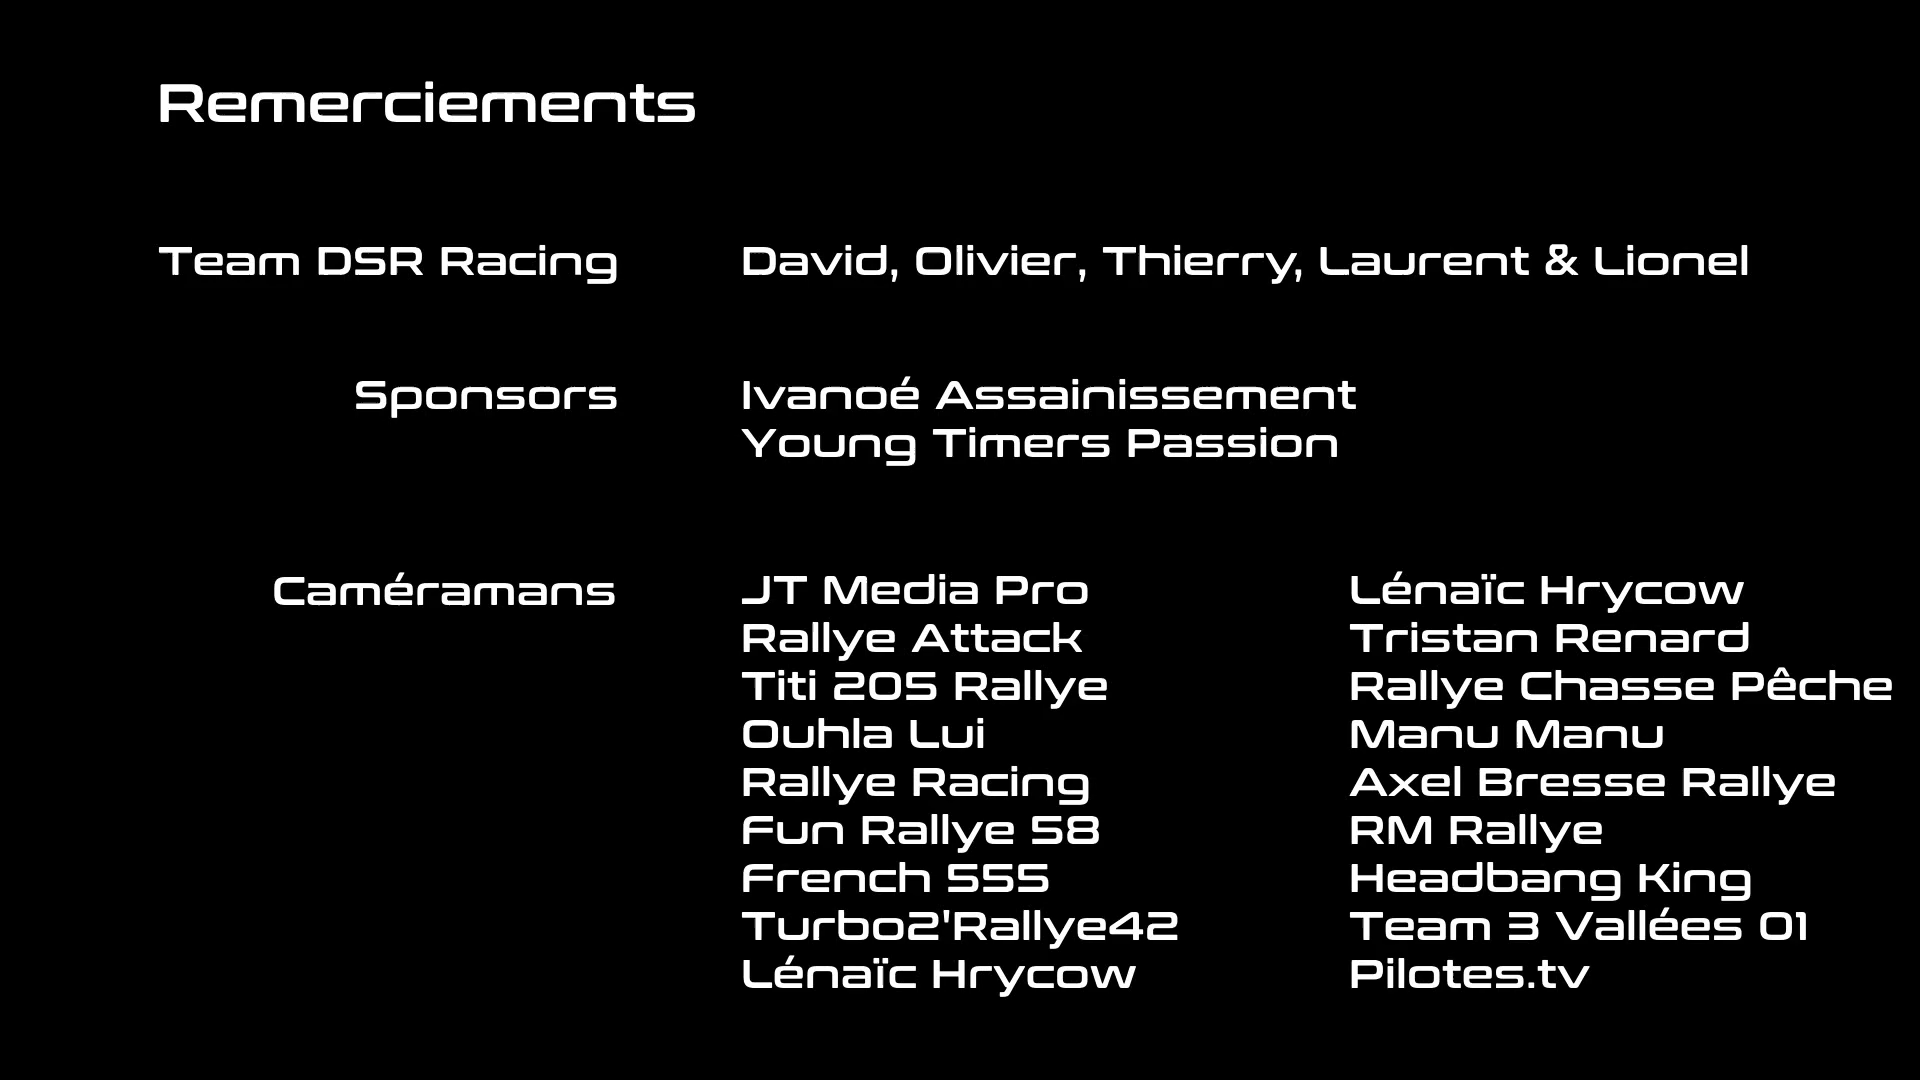 Remerciements
Team DSR Racing
David, Olivier, Thierry, Laurent & Lionel
Sponsors
Ivanoé Assainissement
Young Timers Passion
Caméramans
JT Media Pro
Rallye Attack
Titi 205 Rallye
Ouhla Lui
Rallye Racing
Fun Rallye 58
French 555
Turbo2'Rallye42
Lénaïc Hrycow
Lénaïc Hrycow
Tristan Renard
Rallye Chasse Pêche
Manu Manu
Axel Bresse Rallye
RM Rallye
Headbang King
Team 3 Vallées 01
Pilotes.tv